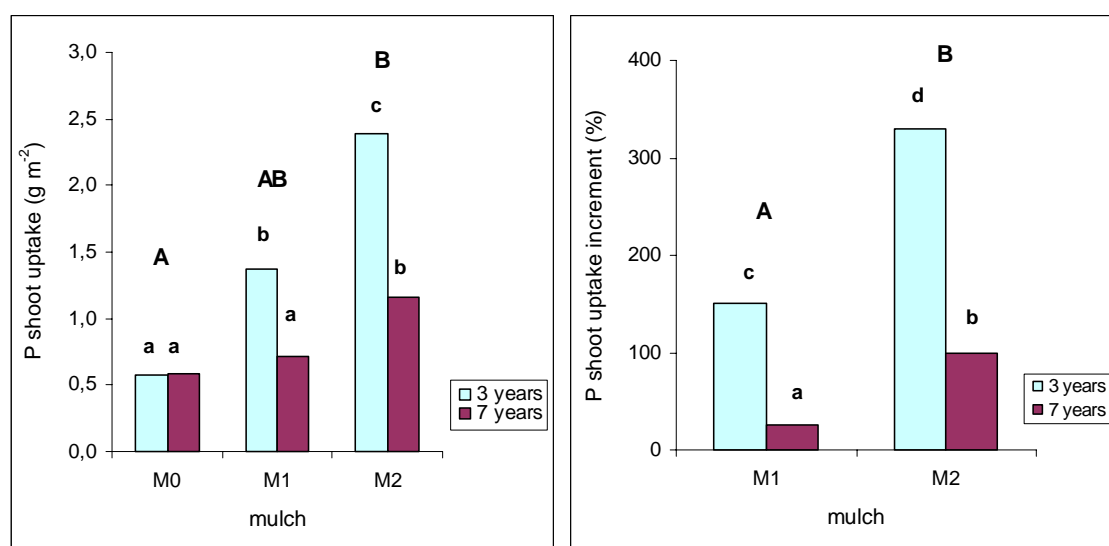 3,0
2,5
2,0
1,5
1,0
0,5
0,0
P shoot uptake (g m-2)
A
AB
B
a a
b
a
c
b
M0 M1 M2
mulch
3 years
7 years
400
300
200
100
0
P shoot uptake increment (%)
A
B
c
a
d
b
M1 M2
mulch
3 years
7 years